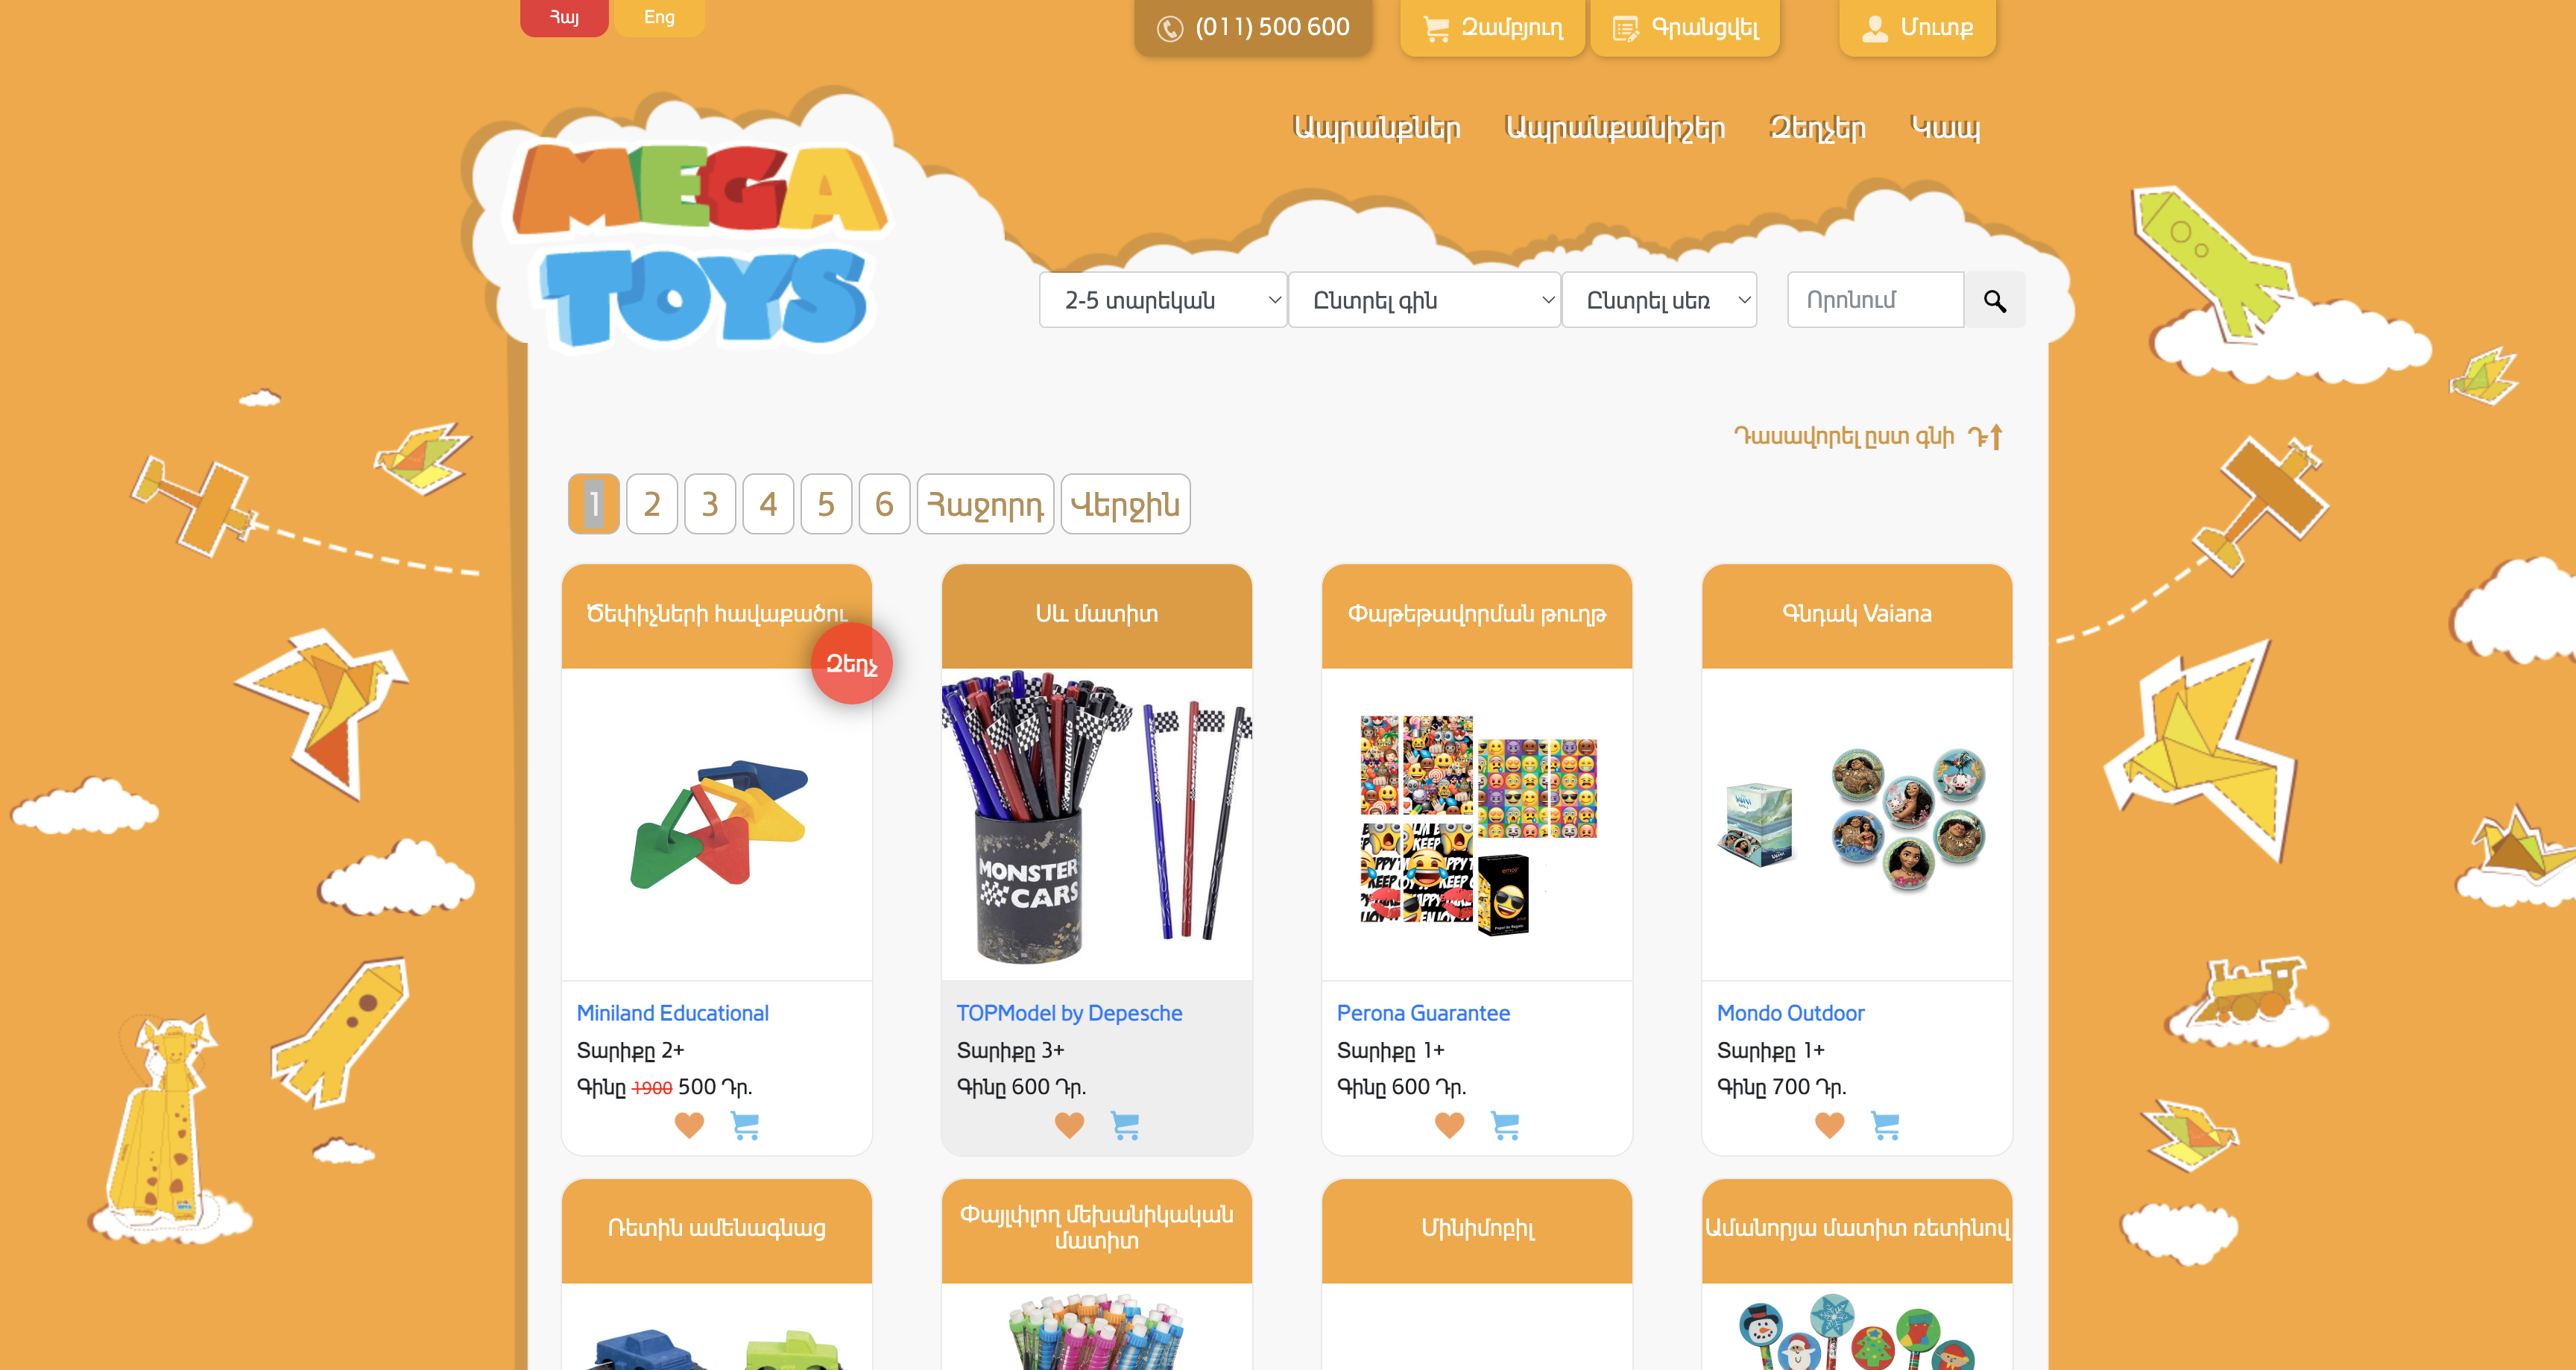 Հայ
Eng
(011) 500 600
Զամբյուղ
Գրանցվել
Մուտք
Ապրանքներ
Ապրանքանիշեր
Զեղչեր
Կապ
MEGA
TOYS
2-5 տարեկան
Ընտրել գին
Ընտրել սեռ
Որոնում
Դասավորել ըստ գնի
1 2 3 4 5 6 Հաջորդ Վերջին
Ծեփիչների հավաքածու
Զեղչ
Miniland Educational
Տարիքը 2+
Գինը 1900 500 Դր.
Սև մատիտ
MONSTER
CARS
TOPModel by Depesche
Տարիքը 3+
Գինը 600 Դր.
Փաթեթավորման թուղթ
Perona Guarantee
Տարիքը 1+
Գինը 600 Դր.
Գնդակ Vaiana
Mondo Outdoor
Տարիքը 1+
Գինը 700 Դր.
Ռետին ամենագնաց
Փայլփլող մեխանիկական
մատիտ
Մինիմոբիլ
Ամանորյա մատիտ ռետինով